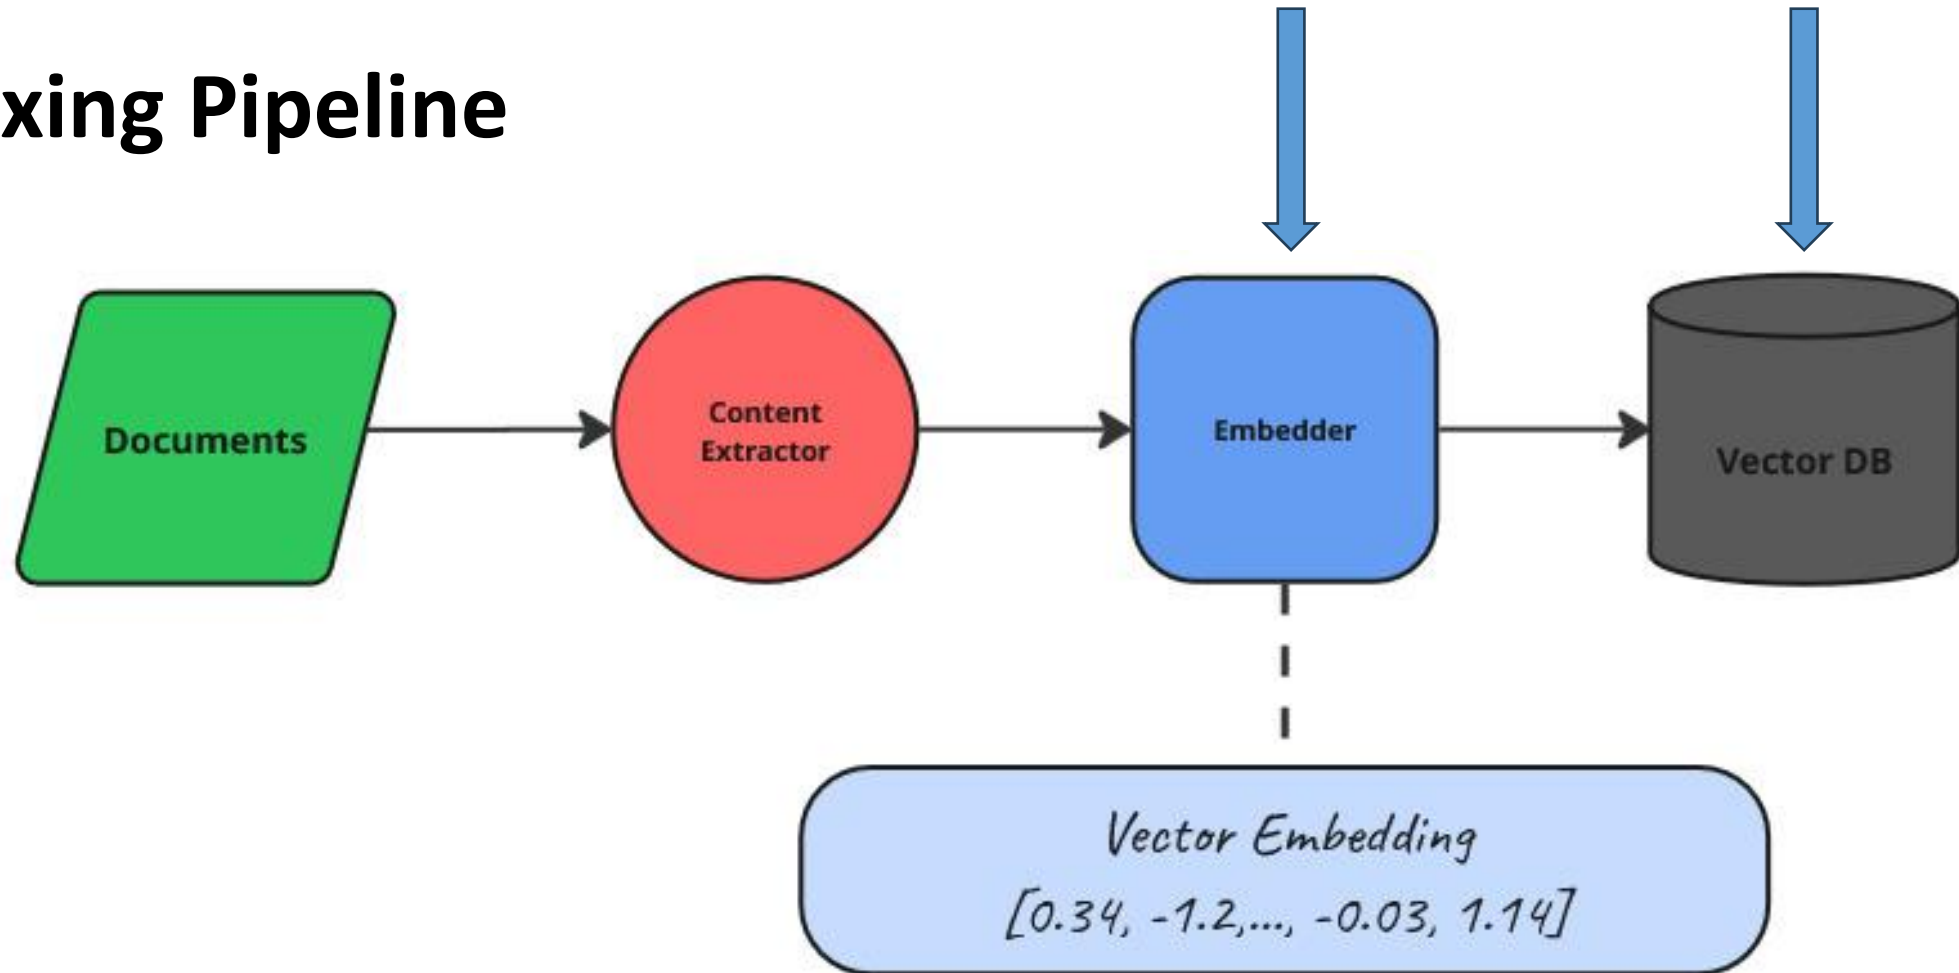 xing Pipeline
Documents
Content
Extractor
Embedder
Vector DB
Vector Embedding
[0.34, -1.2,..., -0.03, 1.14]